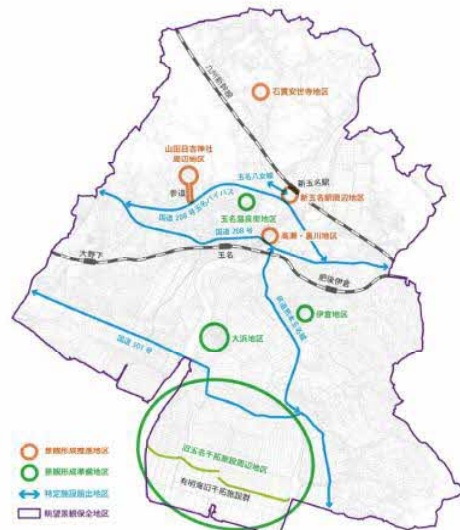 九州新幹線
石貫安世寺地区
山田日吉神社
周辺地区
参道
玉名八女線
新玉名駅
新玉名駅周辺地区
国道208号玉名バイパス
玉名温泉街地区
国道208号
高瀬・裏川地区
大野下
玉名
肥後伊倉
伊倉地区
大浜地区
国道501号
旧玉名干拓施設周辺地区
有明海旧干拓施設群
景観形成推進地区
景観形成準備地区
特定施設届出地区
眺望景観保全地区